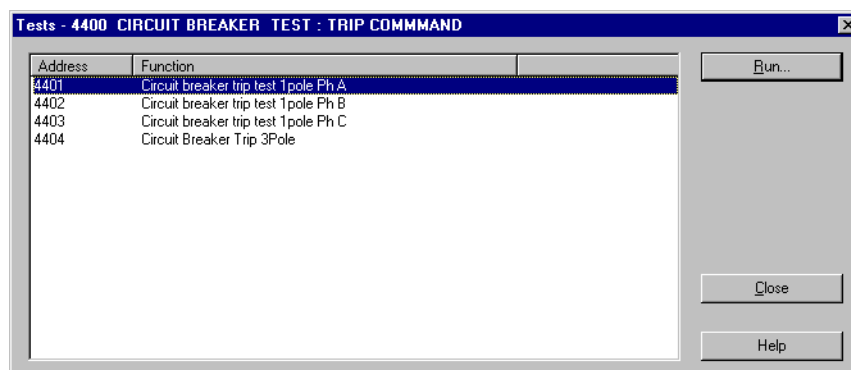 Tests - 4400 CIRCUIT BREAKER TEST : TRIP COMMMAND
Address Function
Run...
4401 Circuit breaker trip test 1pole Ph A
4402 Circuit breaker trip test 1pole Ph B
4403 Circuit breaker trip test 1pole Ph C
4404 Circuit Breaker Trip 3Pole
Close
Help